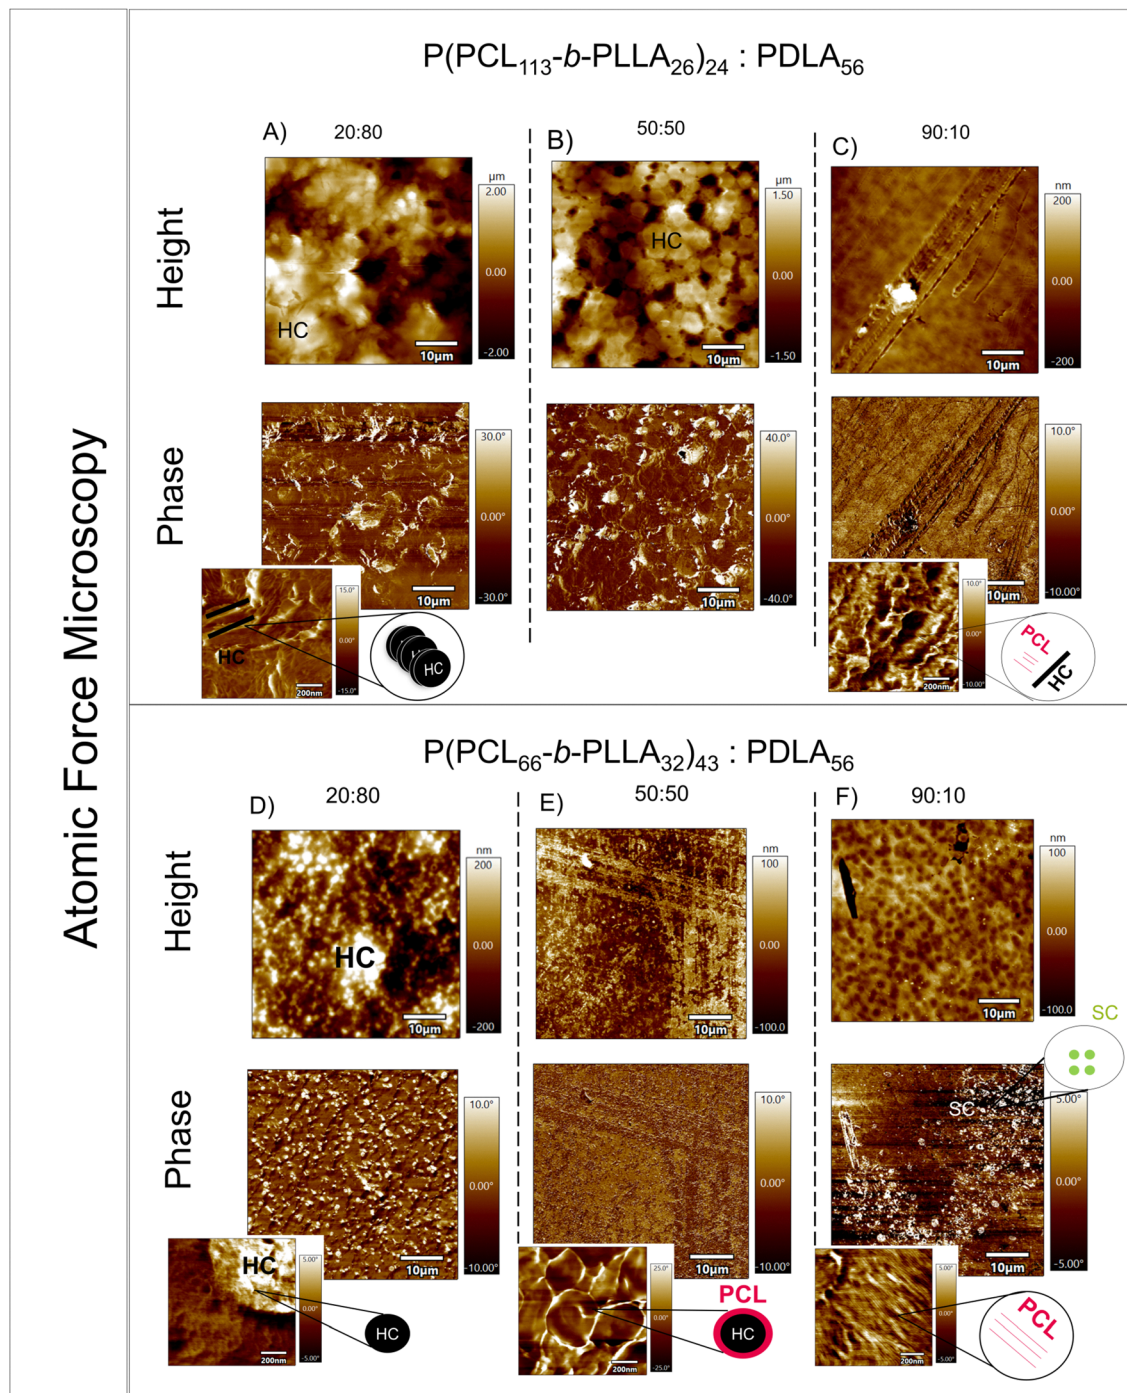 Atomic Force Microscopy
P(PCL113-b-PLLA26)24 : PDLA56
A) 20:80
B) 50:50
C) 90:10
Height
HC
10µm
µm
2.00
0.00
-2.00
HC
10µm
µm
1.50
0.00
-1.50
10µm
nm
200
0.00
-200
Phase
10µm
30.0°
0.00°
-30.0°
HC
200nm
15.0°
0.00°
-15.0°
HC
10µm
40.0°
0.00°
-40.0°
10µm
10.0°
0.00°
-10.00°
200nm
10.0°
0.00°
-10.00°
PCL
HC
P(PCL66-b-PLLA32)43 : PDLA56
D) 20:80
E) 50:50
F) 90:10
Height
HC
10µm
nm
200
0.00
-200
10µm
nm
100
0.00
-100.0
10µm
nm
100
0.00
-100.0
SC
Phase
10µm
10.0°
0.00°
-10.00°
HC
200nm
5.00°
0.00°
-5.00°
HC
10µm
10.0°
0.00°
-10.00°
200nm
25.0°
0.00°
-25.0°
PCL
HC
SC
10µm
5.00°
0.00°
-5.00°
200nm
5.00°
0.00°
-5.00°
PCL